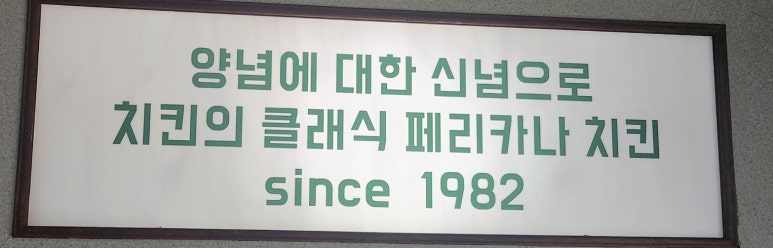 양념에 대한 신념으로
치킨의 클래식 페리카나 치킨
since 1982